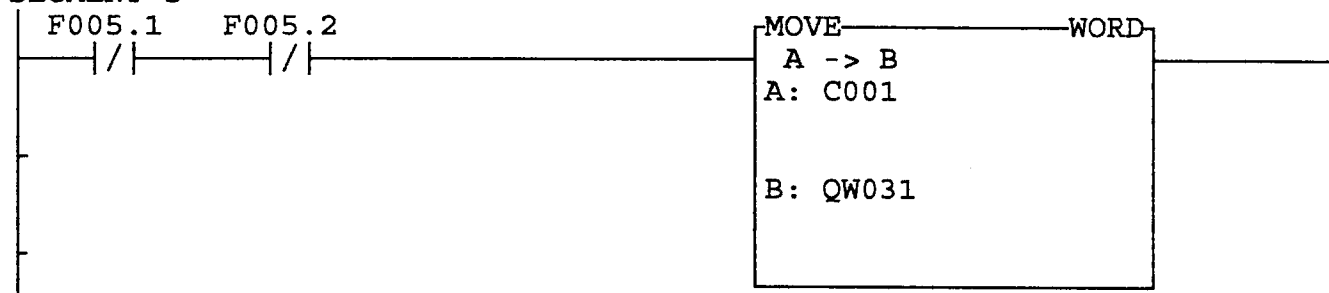 F005.1 F005.2
MOVE WORD
A -> B
A: C001
B: QW031